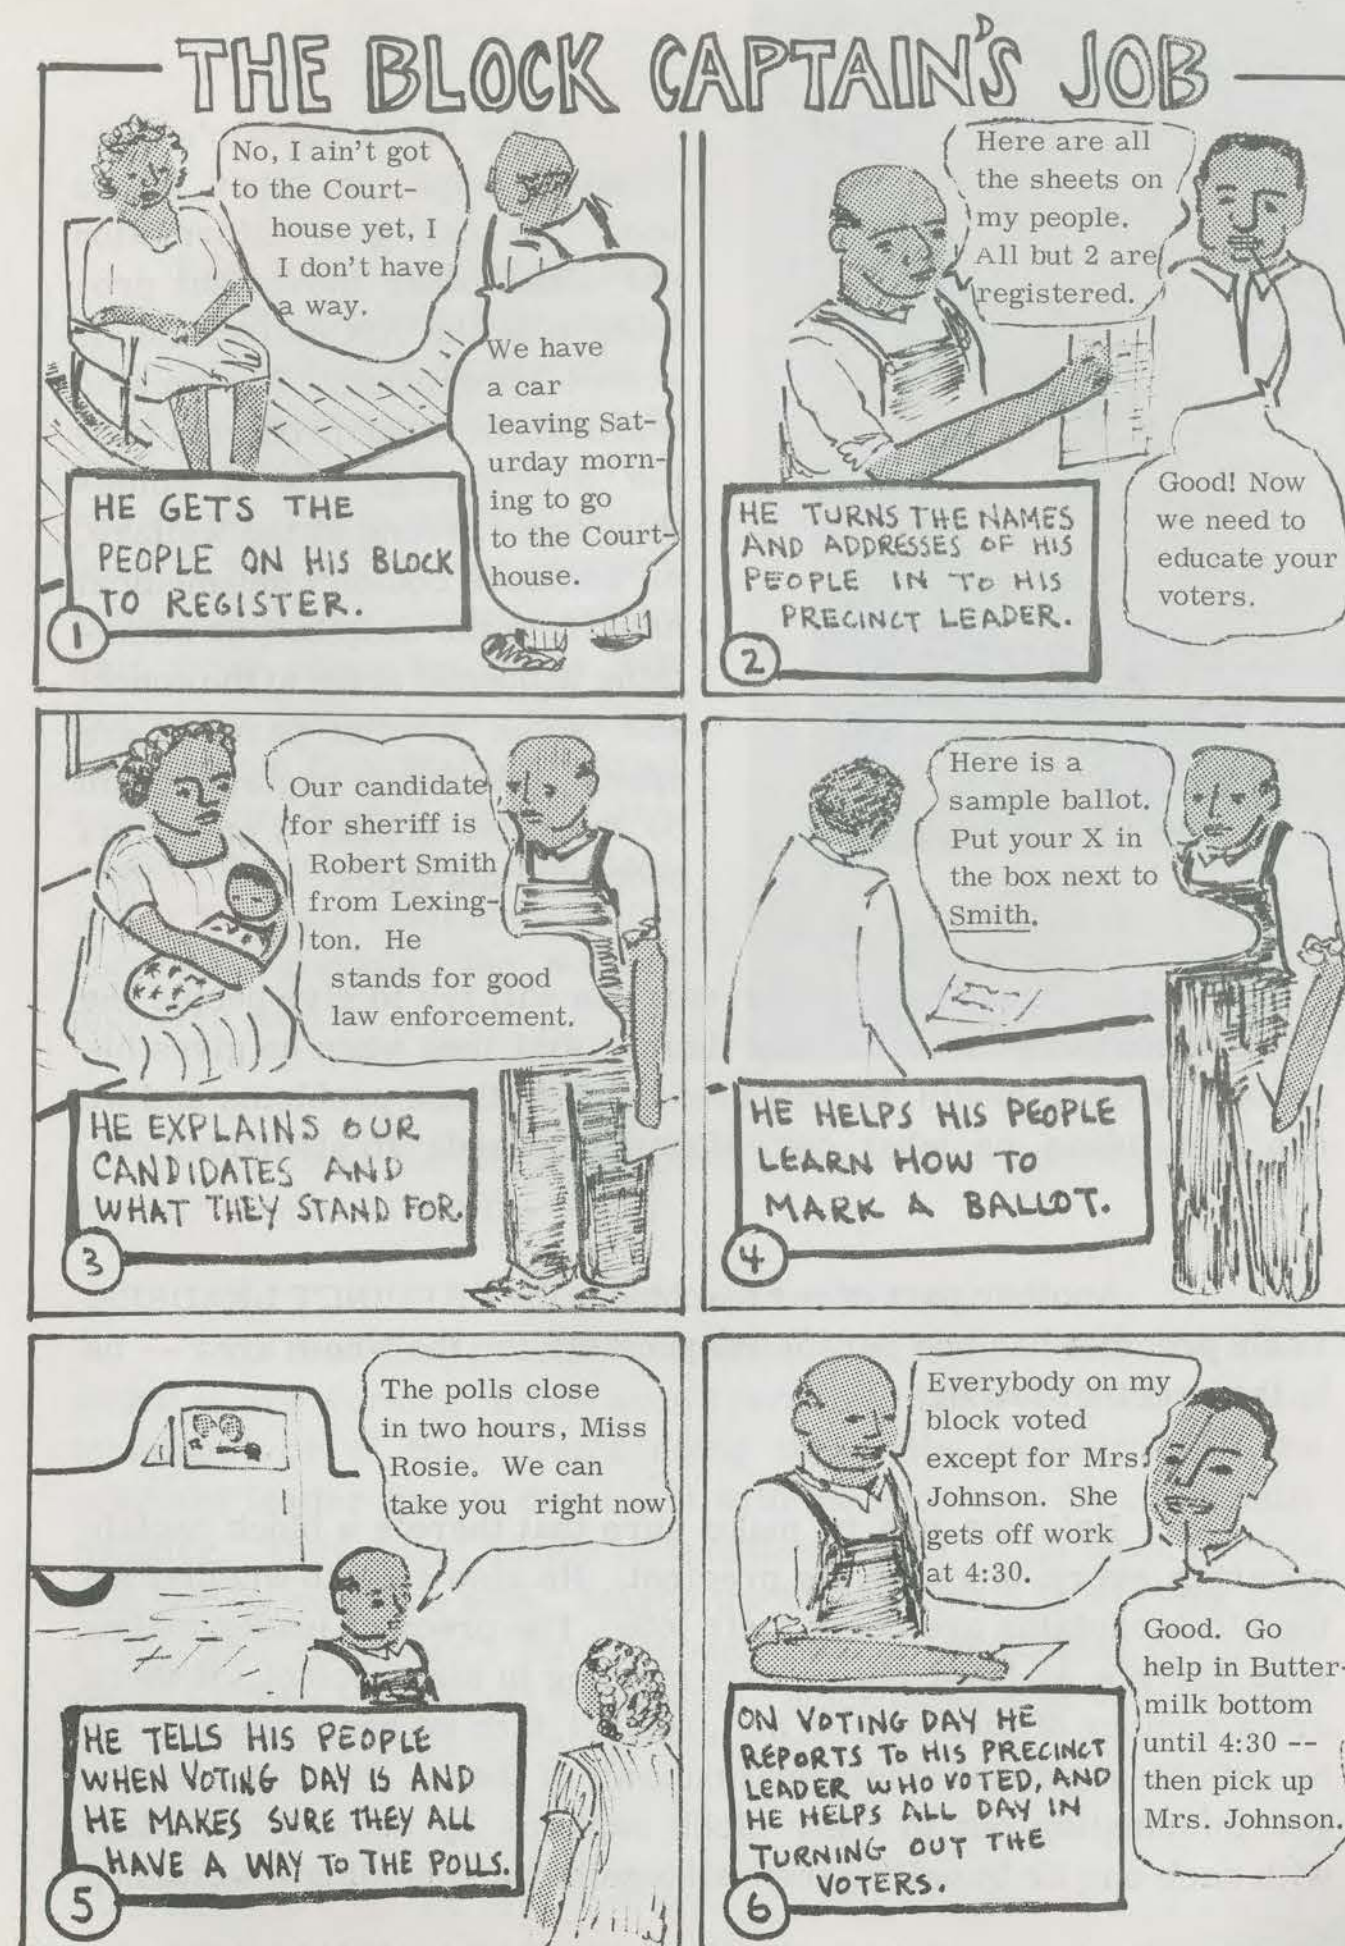 THE BLOCK CAPTAIN'S JOB
No, I ain't got
to the Court-
house yet, I
I don't have
a way.
We have
a car
leaving Sat-
urday morn-
ing to go
to the Court-
house.
HE GETS THE
PEOPLE ON HIS BLOCK
TO REGISTER.
1
Here are all
the sheets on
my people.
All but 2 are
registered.
Good! Now
we need to
educate your
voters.
HE TURNS THE NAMES
AND ADDRESSES OF HIS
PEOPLE IN TO HIS
PRECINCT LEADER.
2
Our candidate
for sheriff is
Robert Smith
from Lexing-
ton. He
stands for good
law enforcement.
HE EXPLAINS OUR
CANDIDATES AND
WHAT THEY STAND FOR.
3
Here is a
sample ballot.
Put your X in
the box next to
Smith.
HE HELPS HIS PEOPLE
LEARN HOW TO
MARK A BALLOT.
4
The polls close
in two hours, Miss
Rosie. We can
take you right now
HE TELLS HIS PEOPLE
WHEN VOTING DAY IS AND
HE MAKES SURE THEY ALL
HAVE A WAY TO THE POLLS.
5
Everybody on my
block voted
except for Mrs.
Johnson. She
gets off work
at 4:30.
Good. Go
help in Butter-
milk bottom
until 4:30 --
then pick up
Mrs. Johnson.
ON VOTING DAY HE
REPORTS TO HIS PRECINCT
LEADER WHO VOTED, AND
HE HELPS ALL DAY IN
TURNING OUT THE
VOTERS.
6